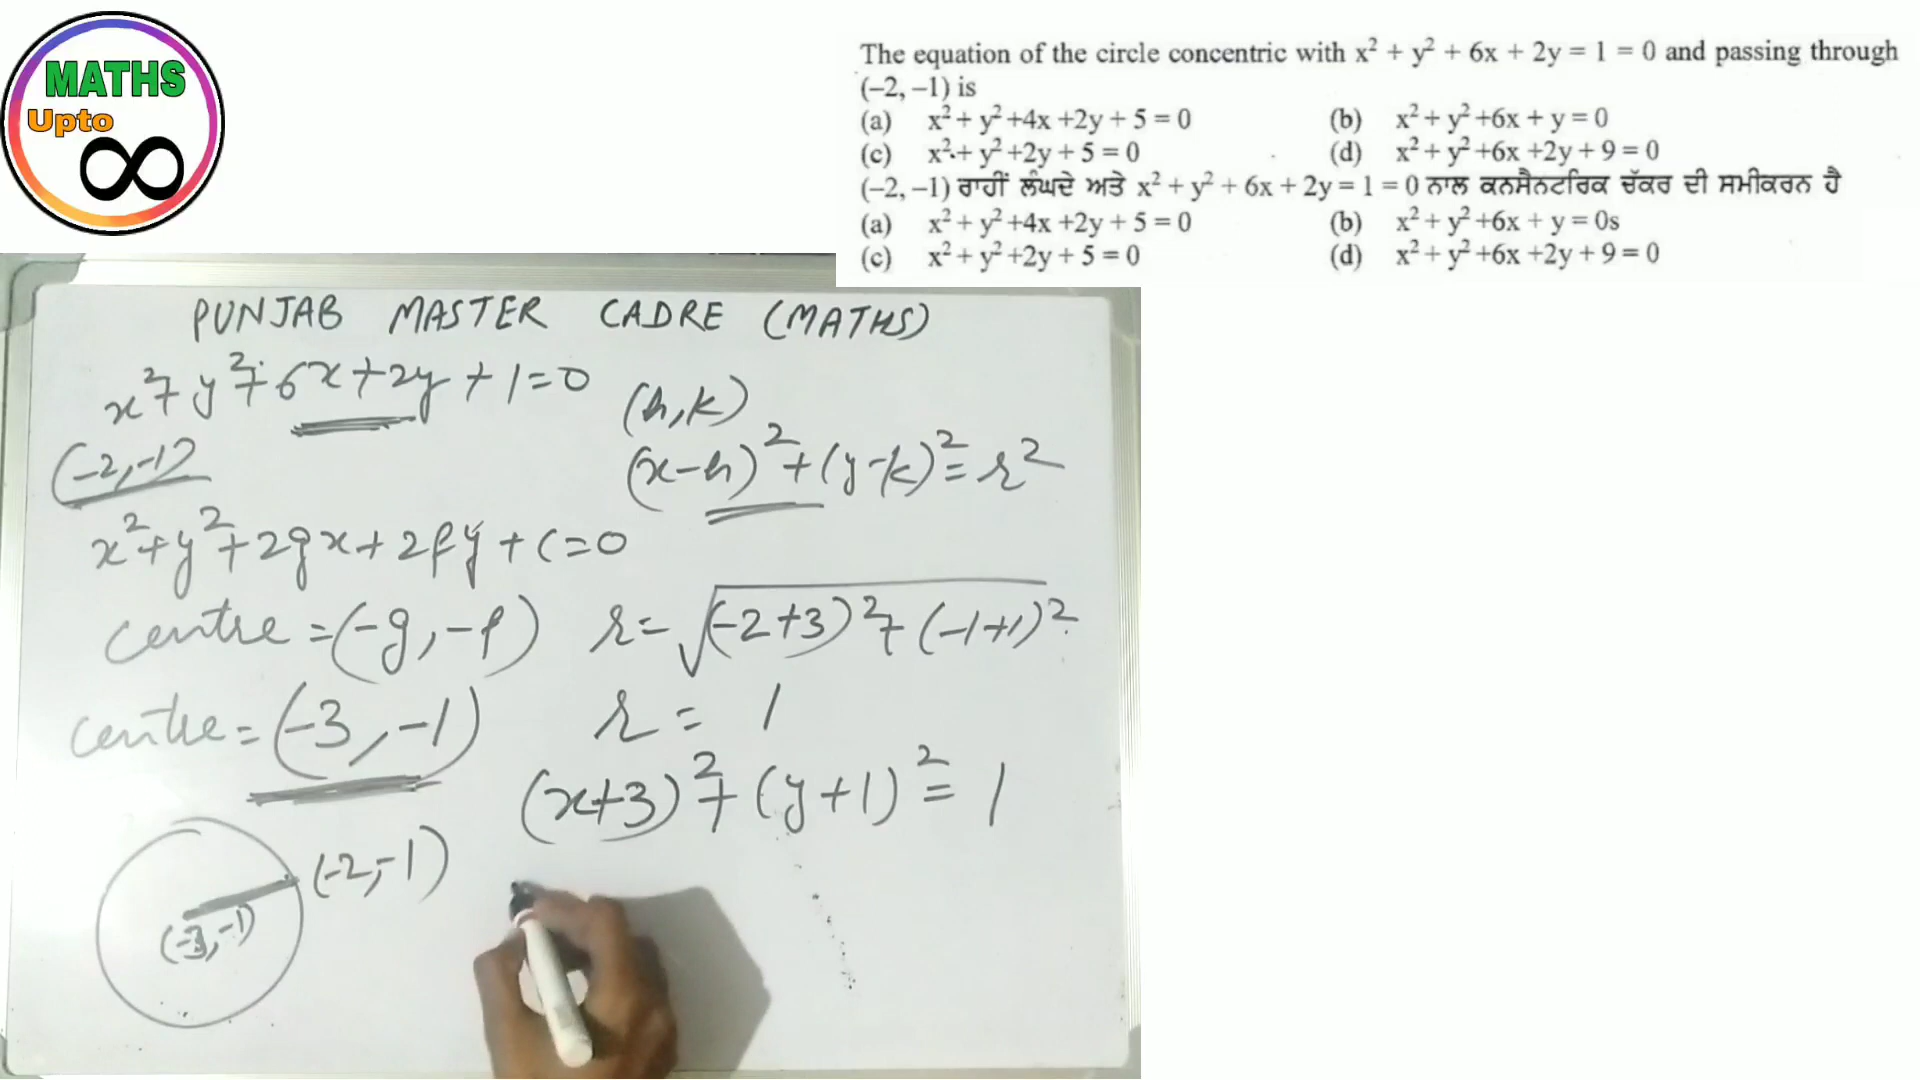 MATHS
Upto
∞
The equation of the circle concentric with x² + y² + 6x + 2y = 1 = 0 and passing through
(–2, –1) is
(a) x² + y² +4x +2y + 5 = 0 (b) x² + y² +6x + y = 0
(c) x² + y² +2y + 5 = 0 (d) x² + y² +6x +2y + 9 = 0
(–2, –1) ਰਾਹੀਂ ਲੰਘਦੇ ਅਤੇ x² + y² + 6x + 2y = 1 = 0 ਨਾਲ ਕਨਸੈਨਟਰਿਕ ਚੱਕਰ ਦੀ ਸਮੀਕਰਨ ਹੈ
(a) x² + y² +4x +2y + 5 = 0 (b) x² + y² +6x + y = 0s
(c) x² + y² +2y + 5 = 0 (d) x² + y² +6x +2y + 9 = 0
PUNJAB MASTER CADRE (MATHS)
x² + y² + 6x + 2y + 1 = 0
(-2, -1)
x² + y² + 2gx + 2fy + c = 0
centre = (-g, -f)
centre = (-3, -1)
(-2, -1)
(-3, -1)
(h, k)
(x-h)² + (y-k)² = r²
r = √(-2+3)² + (-1+1)²
r = 1
(x+3)² + (y+1)² = 1